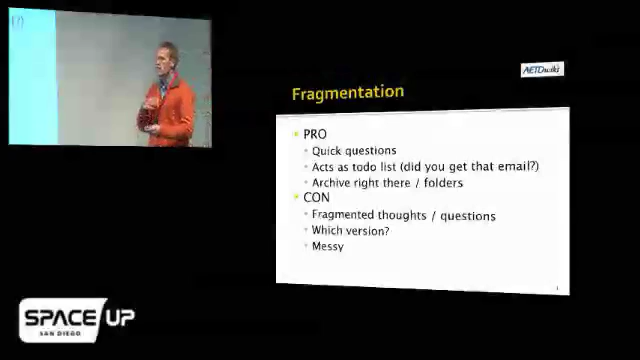 AETDwiki
Fragmentation
PRO
Quick questions
Acts as todo list (did you get that email?)
Archive right there / folders
CON
Fragmented thoughts / questions
Which version?
Messy
SPACE UP
SAN DIEGO